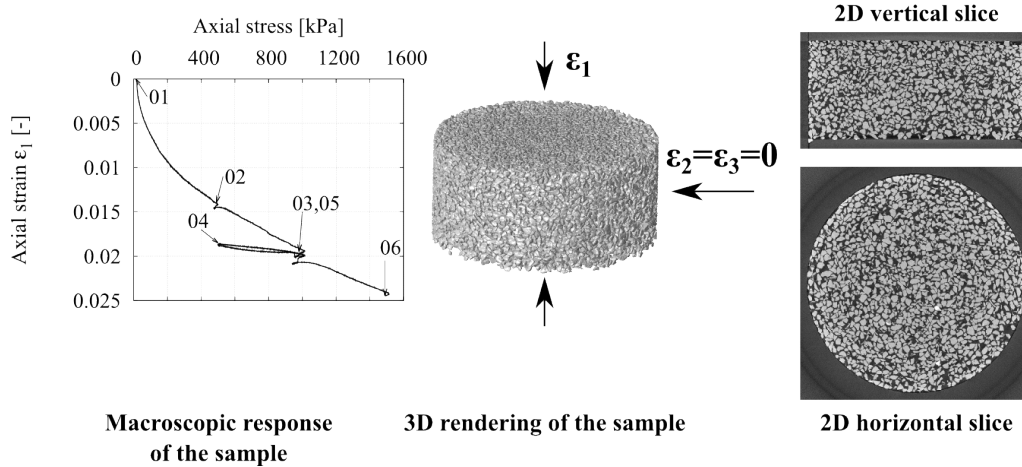 Axial stress [kPa]
0 400 800 1200 1600
Axial strain ε1 [-]
0
0.005
0.01
0.015
0.02
0.025
01
02
03,05
04
06
Macroscopic response
of the sample
ε1
ε2=ε3=0
3D rendering of the sample
2D vertical slice
2D horizontal slice